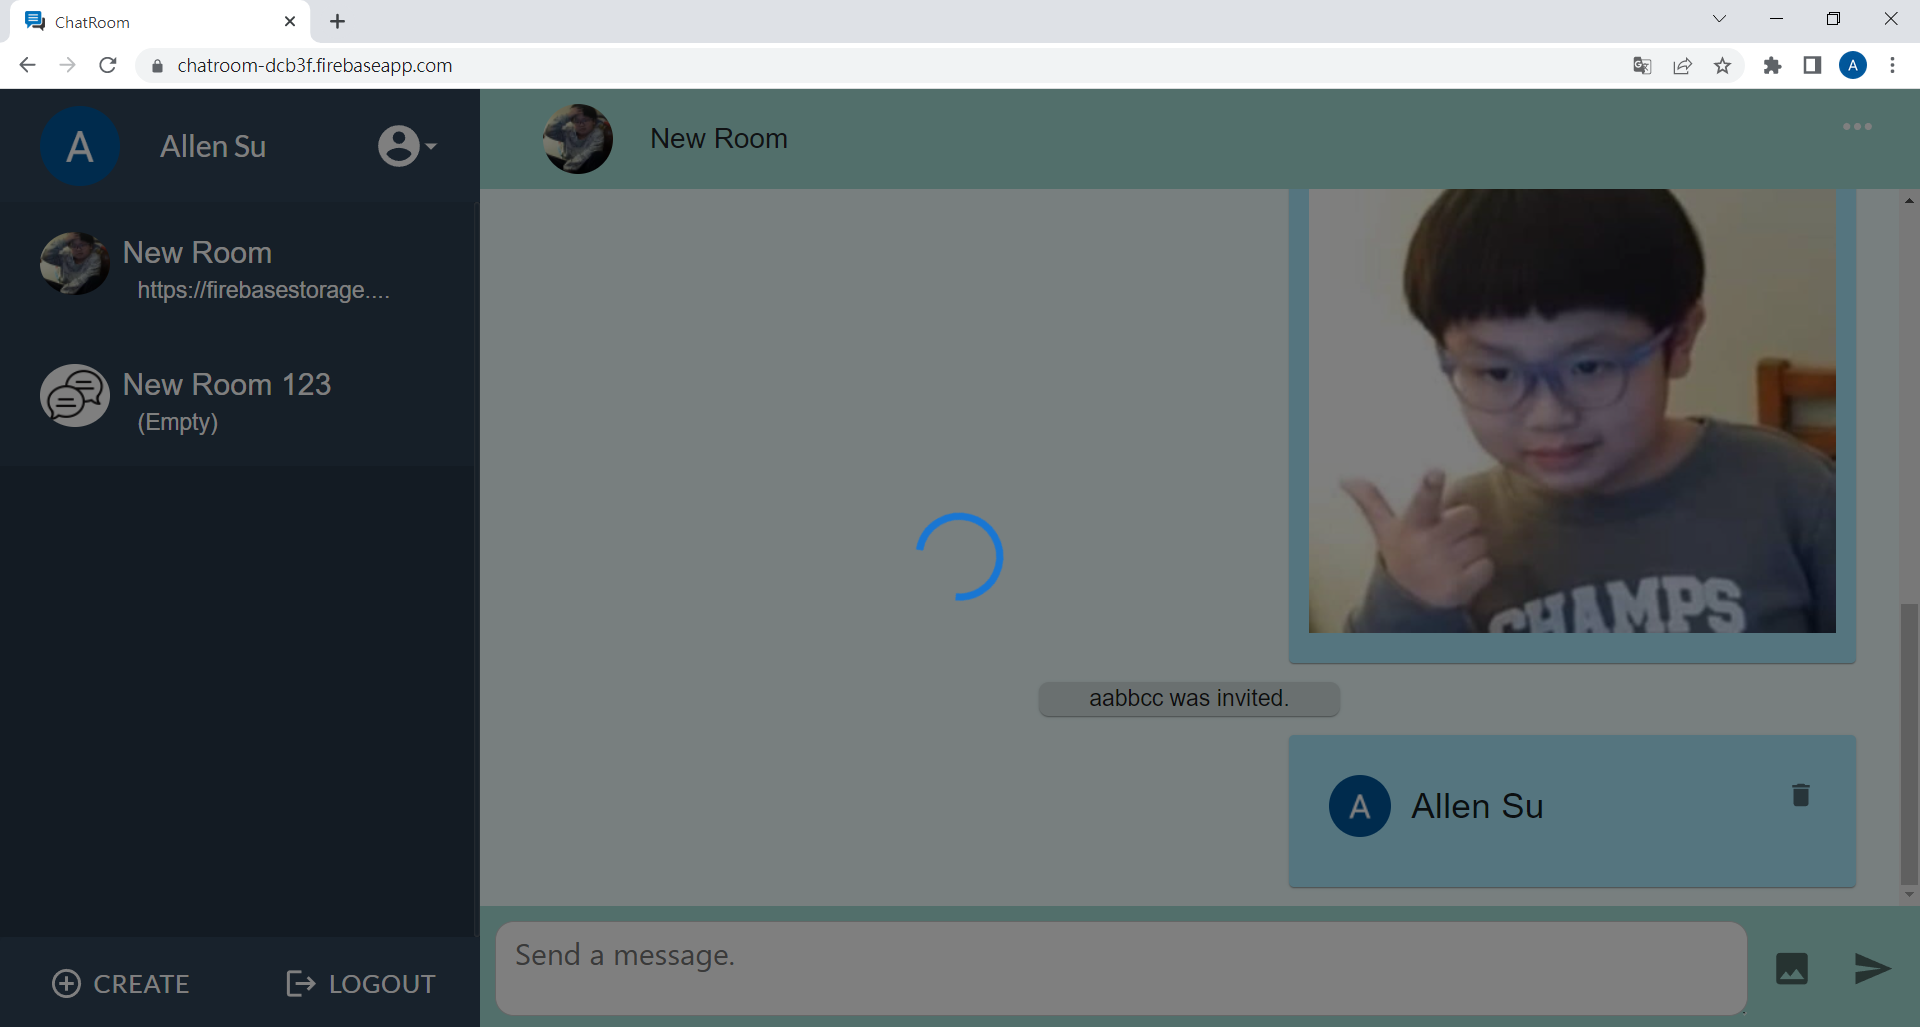 ChatRoom
chatroom-dcb3f.firebaseapp.com
A
A
Allen Su
New Room
New Room
https://firebasestorage....
New Room 123
(Empty)
CHAMPS
aabbcc was invited.
A
Allen Su
Send a message.
CREATE
LOGOUT